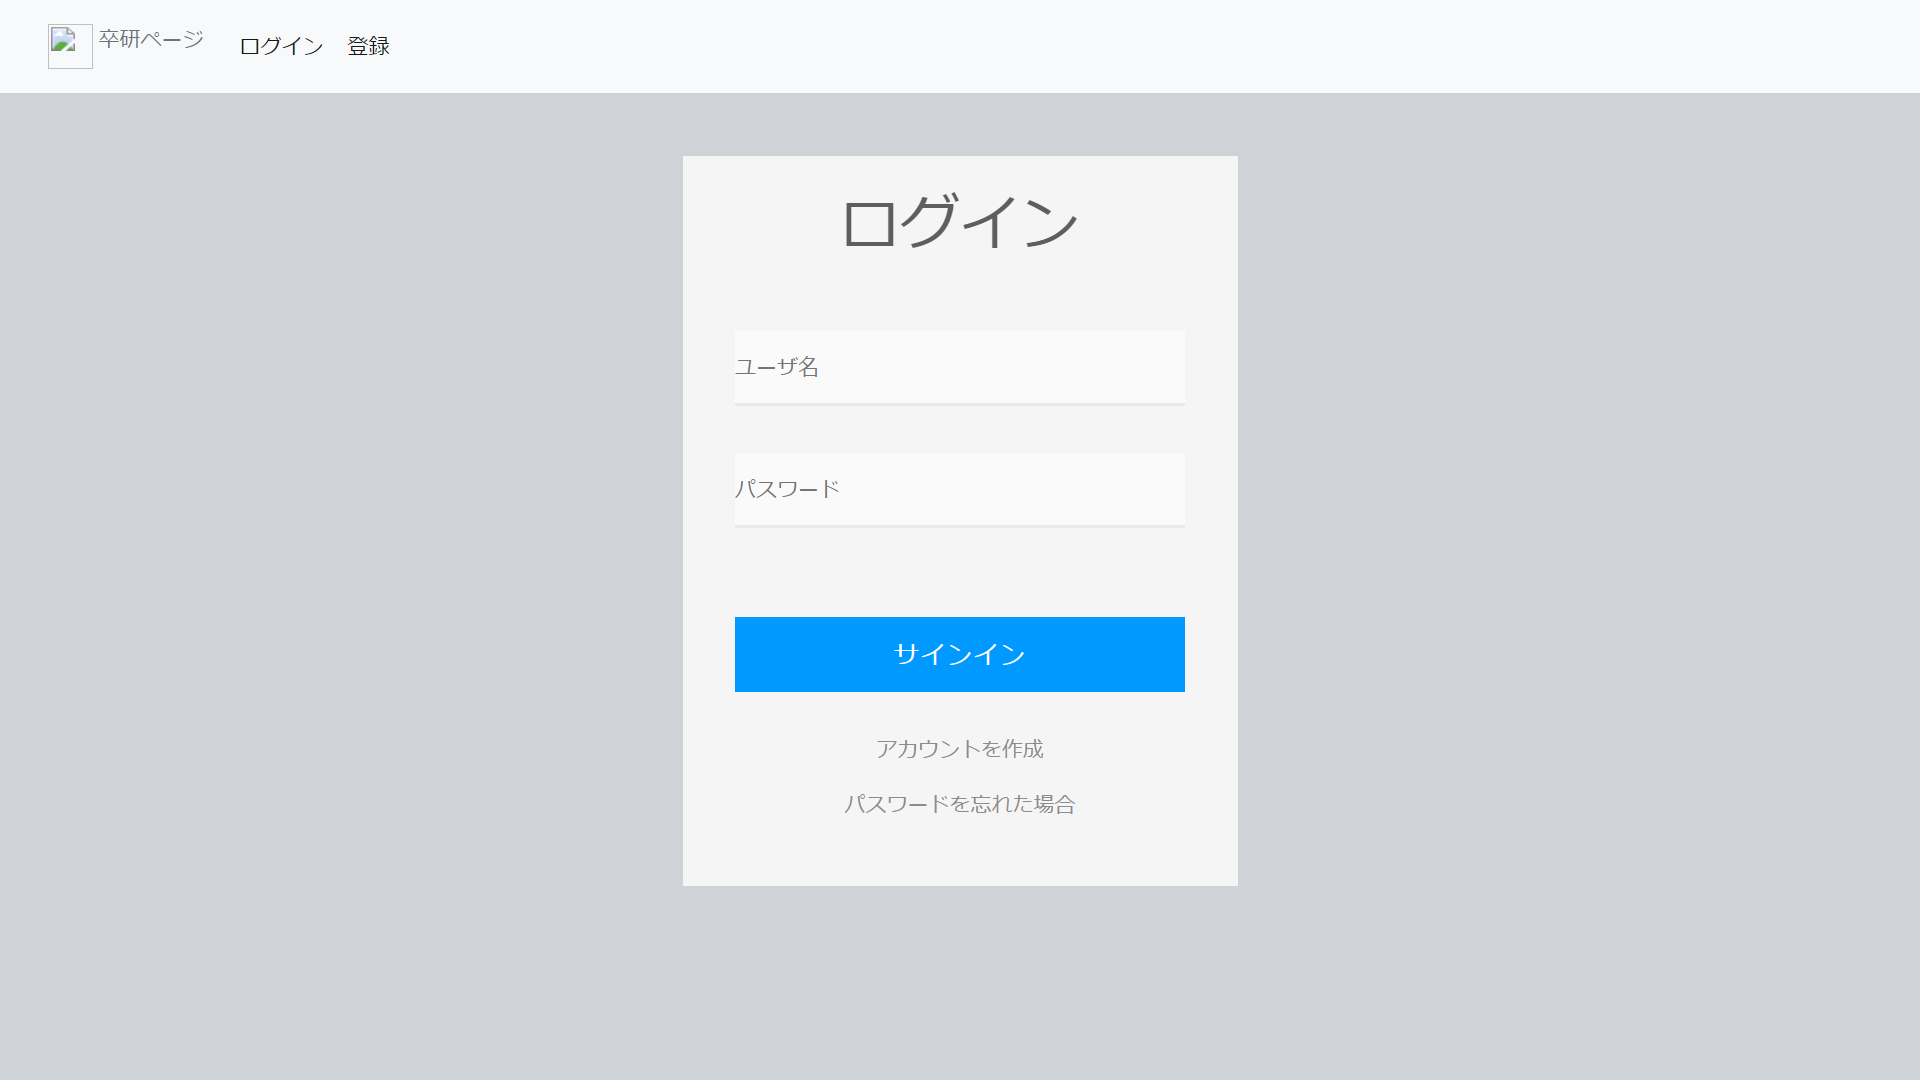 卒研ページ ログイン 登録
ログイン
ユーザ名
パスワード
サインイン
アカウントを作成
パスワードを忘れた場合